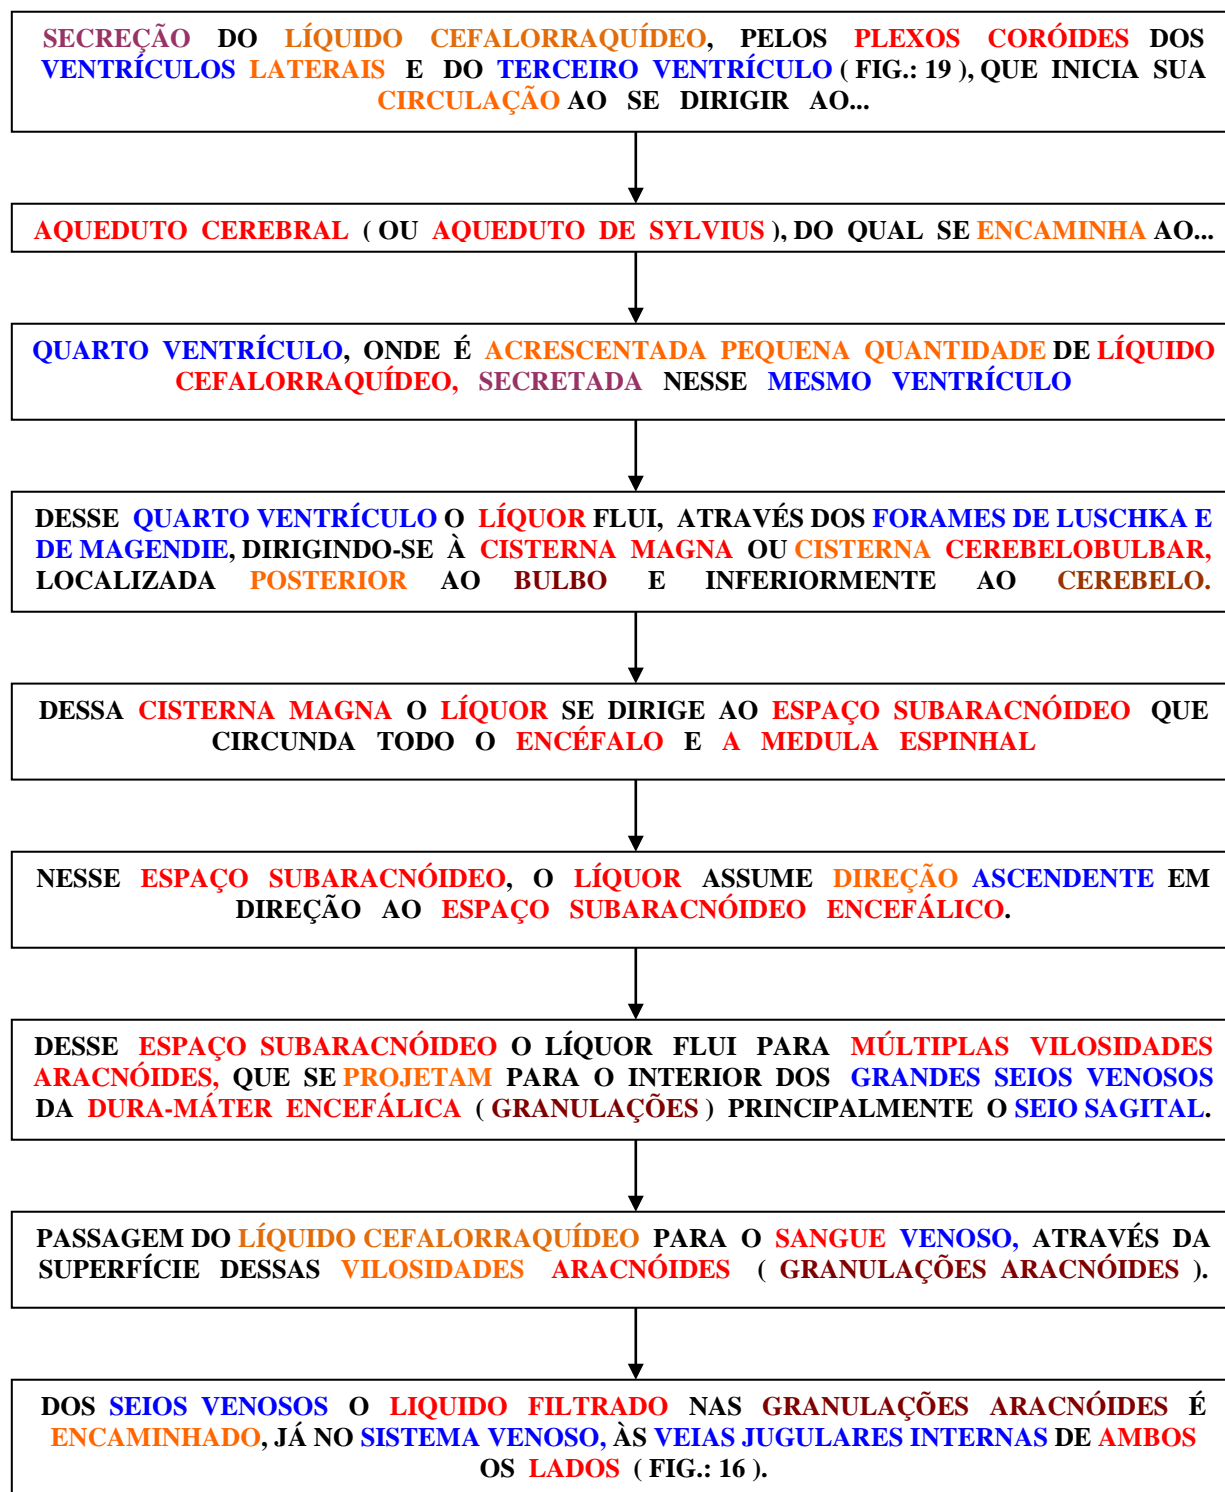 SECREÇÃO DO LÍQUIDO CEFALORRAQUÍDEO, PELOS PLEXOS CORÓIDES DOS
VENTRÍCULOS LATERAIS E DO TERCEIRO VENTRÍCULO ( FIG.: 19 ), QUE INICIA SUA
CIRCULAÇÃO AO SE DIRIGIR AO...
AQUEDUTO CEREBRAL ( OU AQUEDUTO DE SYLVIUS ), DO QUAL SE ENCAMINHA AO...
QUARTO VENTRÍCULO, ONDE É ACRESCENTADA PEQUENA QUANTIDADE DE LÍQUIDO
CEFALORRAQUÍDEO, SECRETADA NESSE MESMO VENTRÍCULO
DESSE QUARTO VENTRÍCULO O LÍQUOR FLUI, ATRAVÉS DOS FORAMES DE LUSCHKA E
DE MAGENDIE, DIRIGINDO-SE À CISTERNA MAGNA OU CISTERNA CEREBELOBULBAR,
LOCALIZADA POSTERIOR AO BULBO E INFERIORMENTE AO CEREBELO.
DESSA CISTERNA MAGNA O LÍQUOR SE DIRIGE AO ESPAÇO SUBARACNÓIDEO QUE
CIRCUNDA TODO O ENCÉFALO E A MEDULA ESPINHAL
NESSE ESPAÇO SUBARACNÓIDEO, O LÍQUOR ASSUME DIREÇÃO ASCENDENTE EM
DIREÇÃO AO ESPAÇO SUBARACNÓIDEO ENCEFÁLICO.
DESSE ESPAÇO SUBARACNÓIDEO O LÍQUOR FLUI PARA MÚLTIPLAS VILOSIDADES
ARACNÓIDES, QUE SE PROJETAM PARA O INTERIOR DOS GRANDES SEIOS VENOSOS
DA DURA-MÁTER ENCEFÁLICA ( GRANULAÇÕES ) PRINCIPALMENTE O SEIO SAGITAL.
PASSAGEM DO LÍQUIDO CEFALORRAQUÍDEO PARA O SANGUE VENOSO, ATRAVÉS DA
SUPERFÍCIE DESSAS VILOSIDADES ARACNÓIDES ( GRANULAÇÕES ARACNÓIDES ).
DOS SEIOS VENOSOS O LIQUIDO FILTRADO NAS GRANULAÇÕES ARACNÓIDES É
ENCAMINHADO, JÁ NO SISTEMA VENOSO, ÀS VEIAS JUGULARES INTERNAS DE AMBOS
OS LADOS ( FIG.: 16 ).